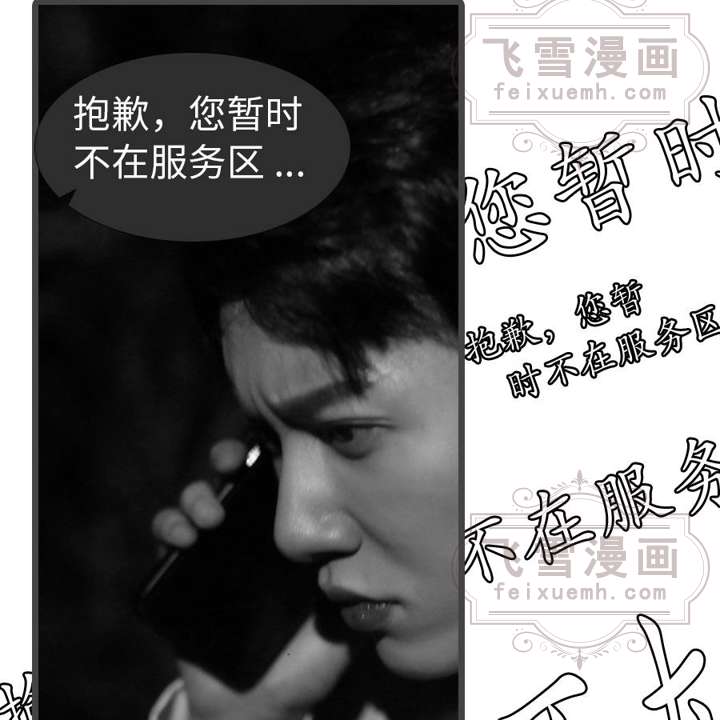 抱歉，您暂时
不在服务区 ...
飞雪漫画
feixuemh.com
您暂时
抱歉，您暂
时不在服务区
不在服务
飞雪漫画
feixuemh.com